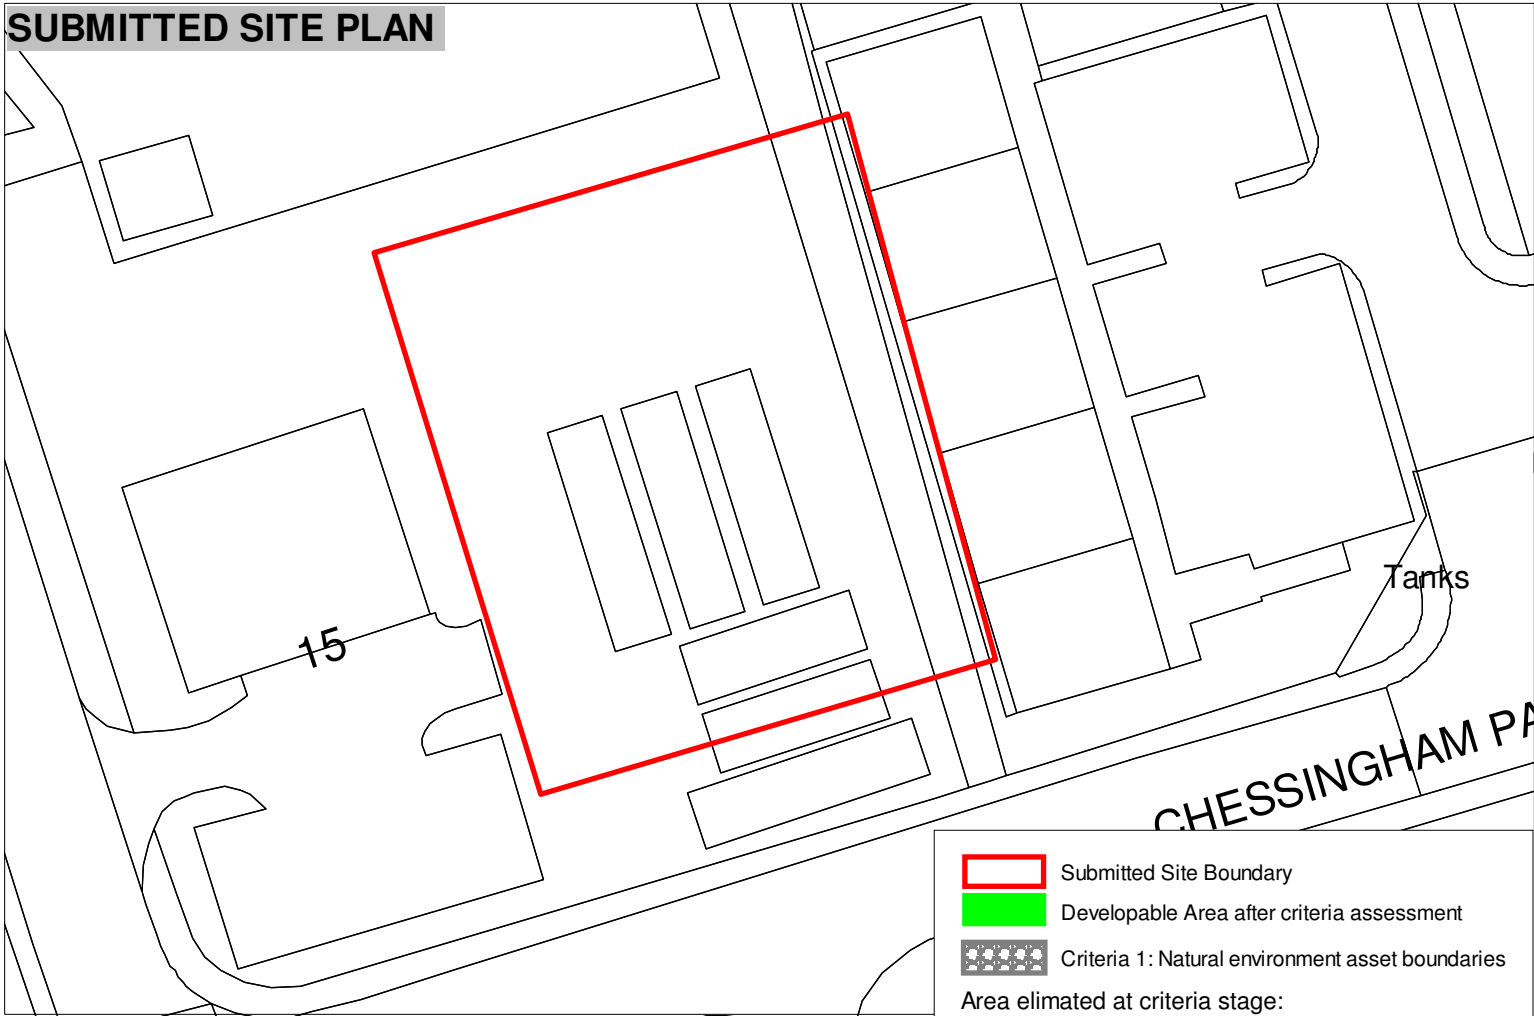 SUBMITTED SITE PLAN
15
Tanks
CHESSINGHAM PA
Submitted Site Boundary
Developable Area after criteria assessment
Criteria 1: Natural environment asset boundaries
Area elimated at criteria stage: